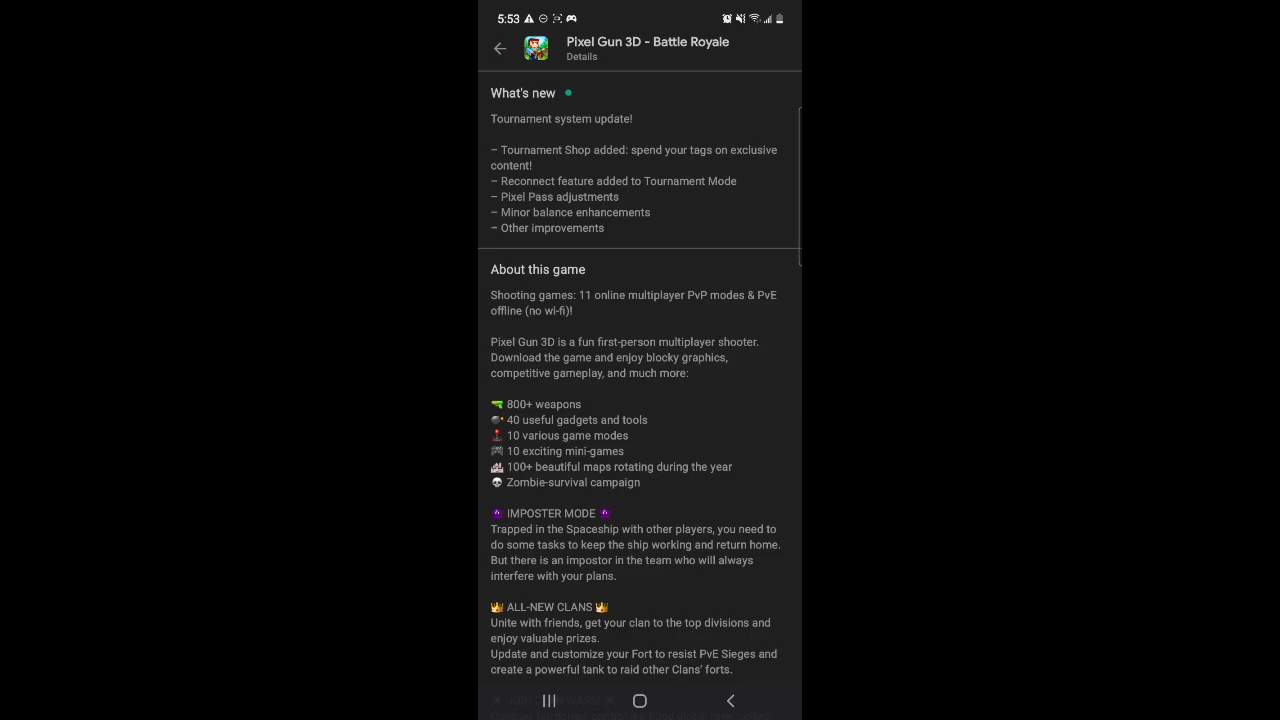 5:53
Pixel Gun 3D - Battle Royale
Details
What's new
Tournament system update!
– Tournament Shop added: spend your tags on exclusive
content!
– Reconnect feature added to Tournament Mode
– Pixel Pass adjustments
– Minor balance enhancements
– Other improvements
About this game
Shooting games: 11 online multiplayer PvP modes & PvE
offline (no wi-fi)!
Pixel Gun 3D is a fun first-person multiplayer shooter.
Download the game and enjoy blocky graphics,
competitive gameplay, and much more:
800+ weapons
40 useful gadgets and tools
10 various game modes
10 exciting mini-games
100+ beautiful maps rotating during the year
Zombie-survival campaign
IMPOSTER MODE
Trapped in the Spaceship with other players, you need to
do some tasks to keep the ship working and return home.
But there is an impostor in the team who will always
interfere with your plans.
ALL-NEW CLANS
Unite with friends, get your clan to the top divisions and
enjoy valuable prizes.
Update and customize your Fort to resist PvE Sieges and
create a powerful tank to raid other Clans’ forts.